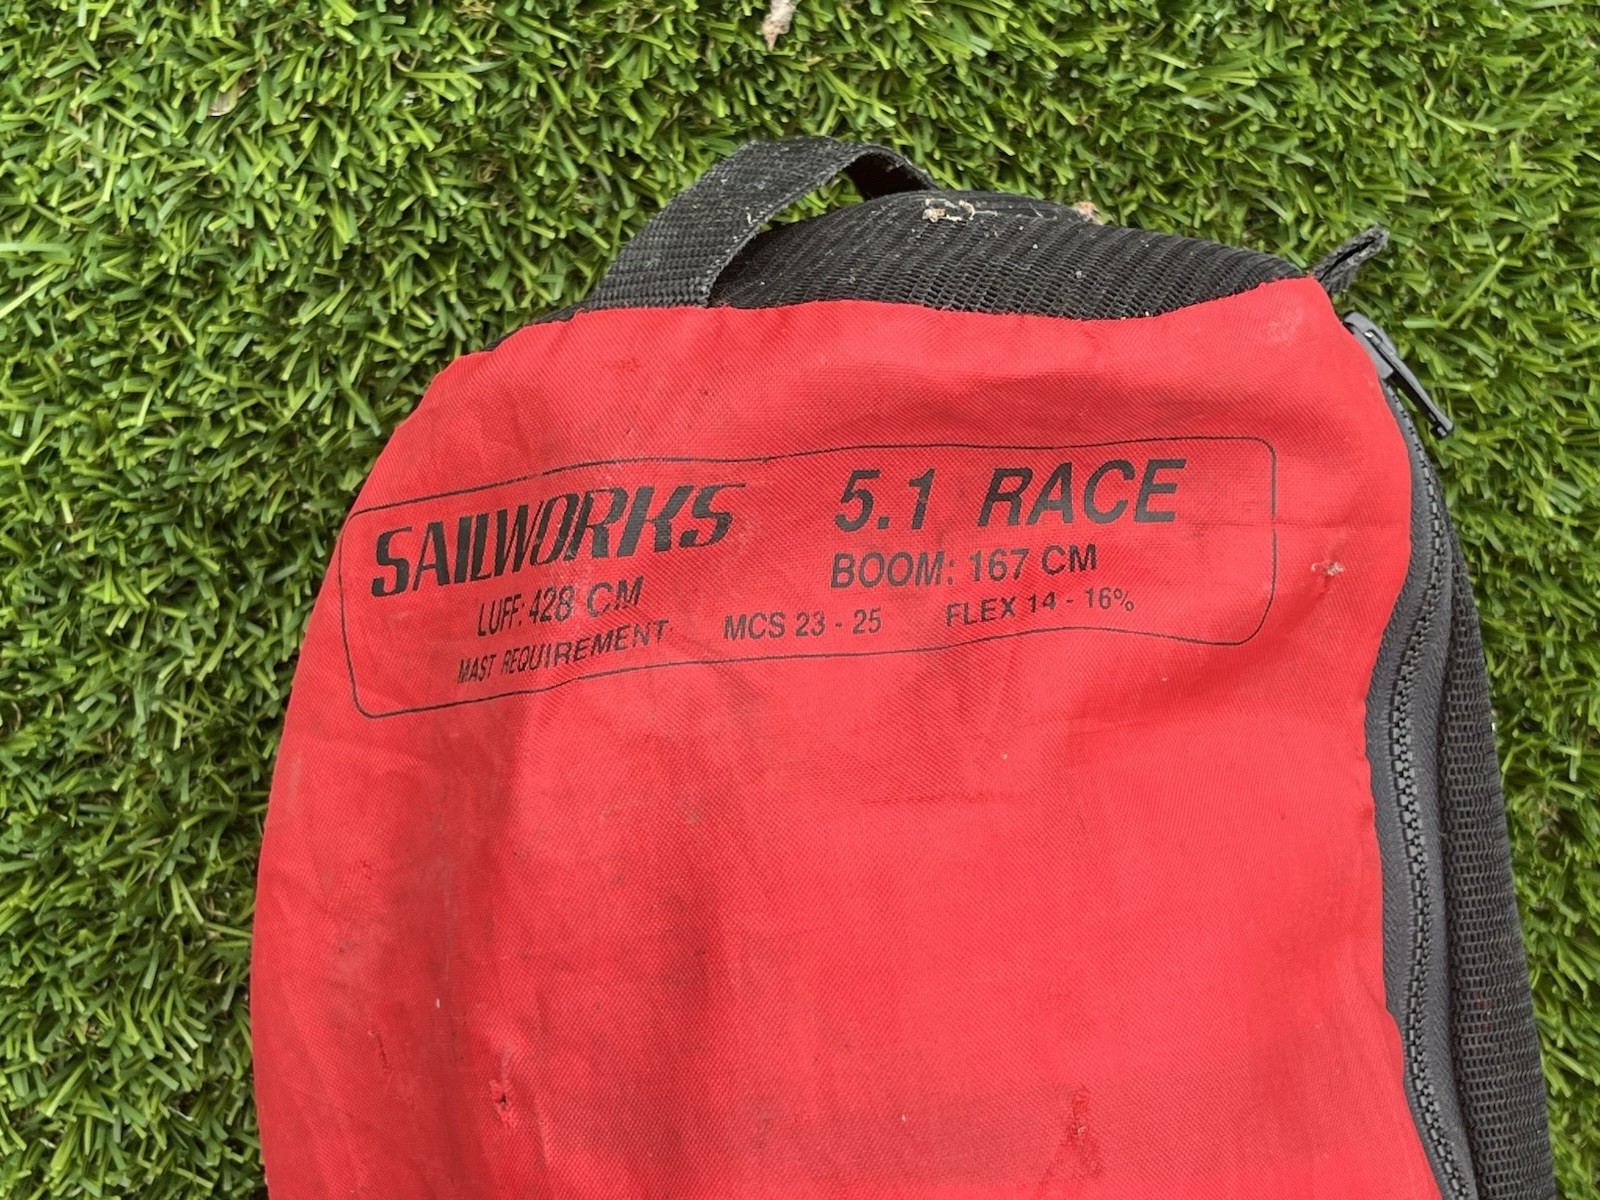 SAILWORKS 5.1 RACE
LUFF: 428 CM BOOM: 167 CM
MAST REQUIREMENT: MCS 23 - 25 FLEX 14 - 16%